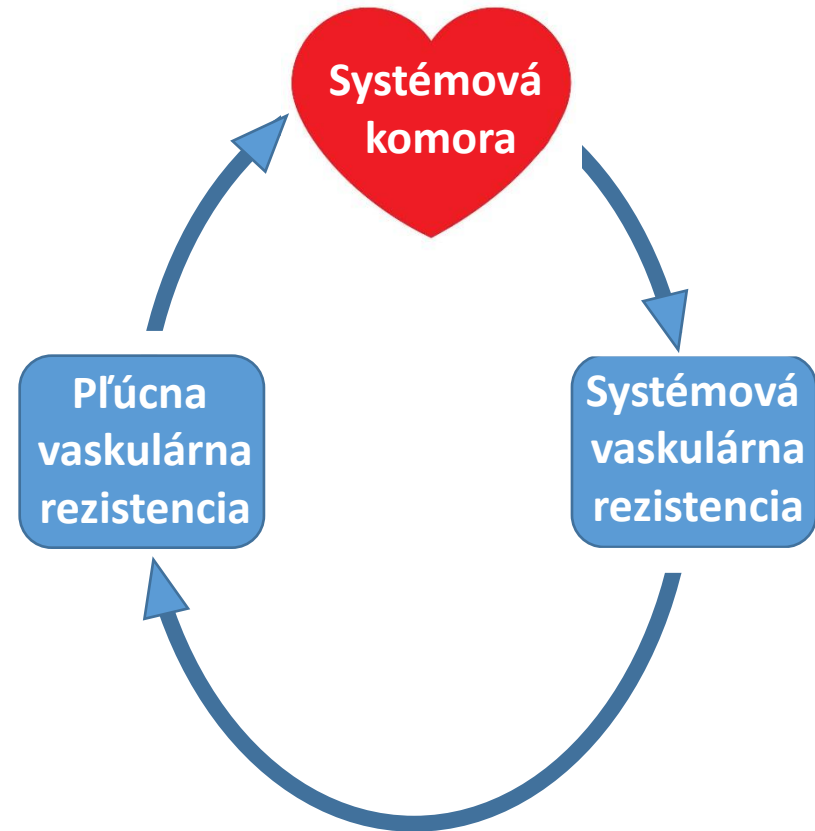 Systémová
komora
Pľúcna
vaskulárna
rezistencia
Systémová
vaskulárna
rezistencia